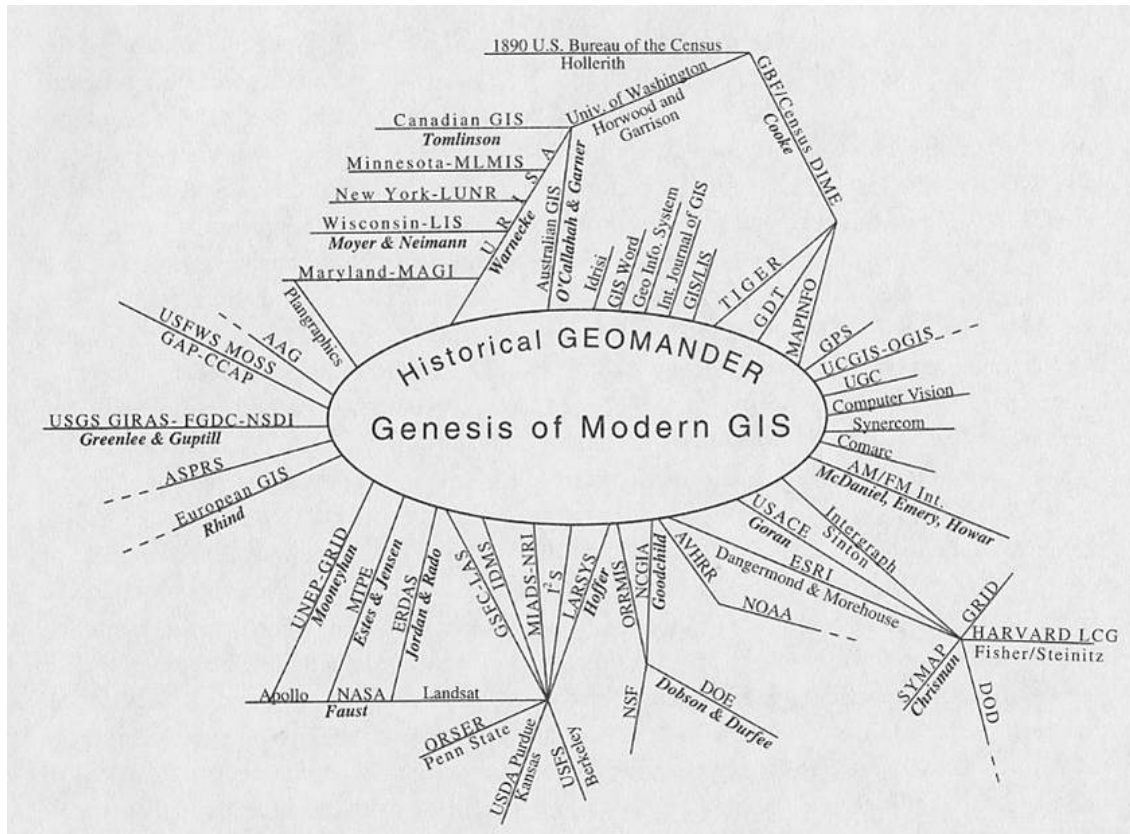 1890 U.S. Bureau of the Census
Hollerith
Univ. of Washington
Horwood and
Garrison
GBF/Census DIME
Cooke
Canadian GIS
Tomlinson
Minnesota-MLMIS
New York-LUNR
Wisconsin-LIS
Moyer & Neimann
Maryland-MAGI
Plangraphics
URISA
Warnecke
Australian GIS
O'Callahah & Garner
Idrisi
GIS Word
Geo Info. System
Int. Journal of GIS
GIS/LIS
TIGER
GDT
MAPINFO
GPS
UCGIS-OGIS
UGC
Computer Vision
Synercom
Comarc
AM/FM Int.
McDaniel, Emery, Howar
AAG
USFWS MOSS
GAP-CCAP
USGS GIRAS- FGDC-NSDI
Greenlee & Guptill
ASPRS
European GIS
Rhind
Historical GEOMANDER
Genesis of Modern GIS
UNEP-GRID
Mooneyhan
MTPE
Estes & Jensen
ERDAS
Jordan & Rado
GSFC-LAS
IDMS
MIADS-NRI
I²S
LARSYS
Hoffer
ORRMIS
NCGIA
Goodchild
AVHRR
NOAA
USACE
Goran
Intergraph
Sinton
ESRI
Dangermond & Morehouse
GRID
HARVARD LCG
Fisher/Steinitz
SYMAP
Chrisman
DOD
Apollo
NASA
Faust
Landsat
ORSER
Penn State
USDA Purdue
Kansas
USFS
Berkeley
NSF
DOE
Dobson & Durfee